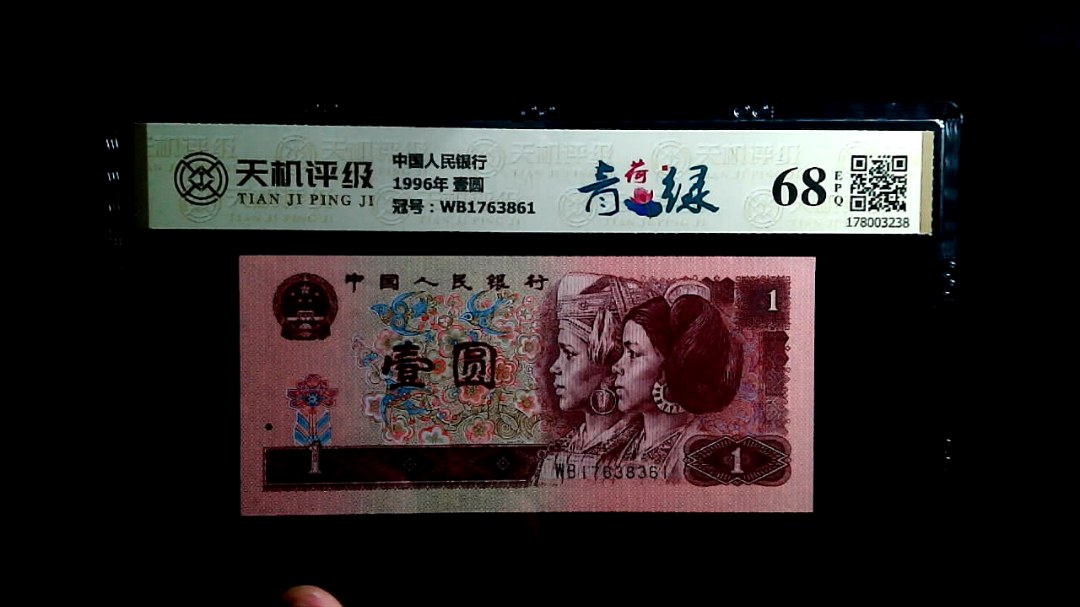 天机评级
TIAN JI PING JI
中国人民银行
1996年 壹圆
冠号：WB1763861
青荷绿
68
EPQ
178003238
中国人民银行
1
壹圆
1
WB17638361
1